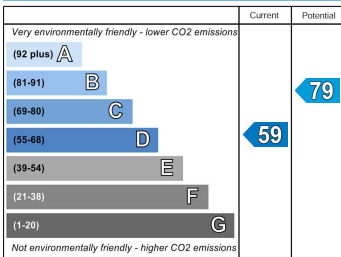 Current Potential
Very environmentally friendly - lower CO2 emissions
(92 plus) A
(81-91) B
(69-80) C
(55-68) D
(39-54) E
(21-38) F
(1-20) G
59
79
Not environmentally friendly - higher CO2 emissions